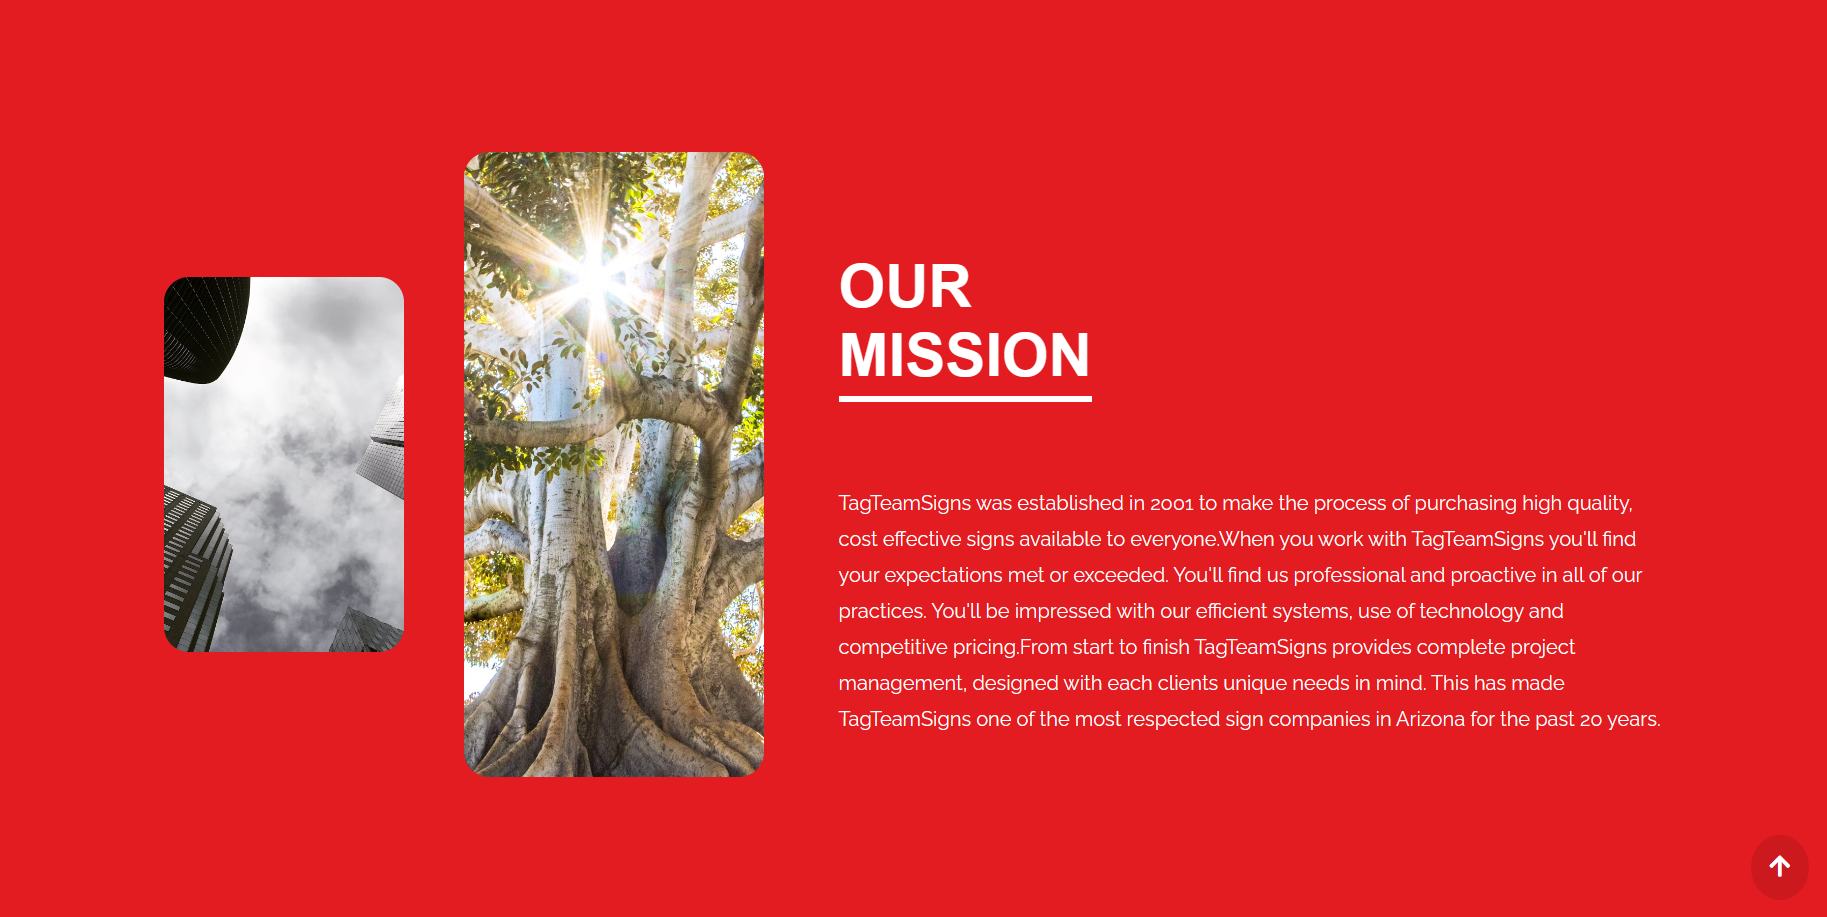 OUR
MISSION
TagTeamSigns was established in 2001 to make the process of purchasing high quality,
cost effective signs available to everyone.When you work with TagTeamSigns you'll find
your expectations met or exceeded. You'll find us professional and proactive in all of our
practices. You'll be impressed with our efficient systems, use of technology and
competitive pricing.From start to finish TagTeamSigns provides complete project
management, designed with each clients unique needs in mind. This has made
TagTeamSigns one of the most respected sign companies in Arizona for the past 20 years.